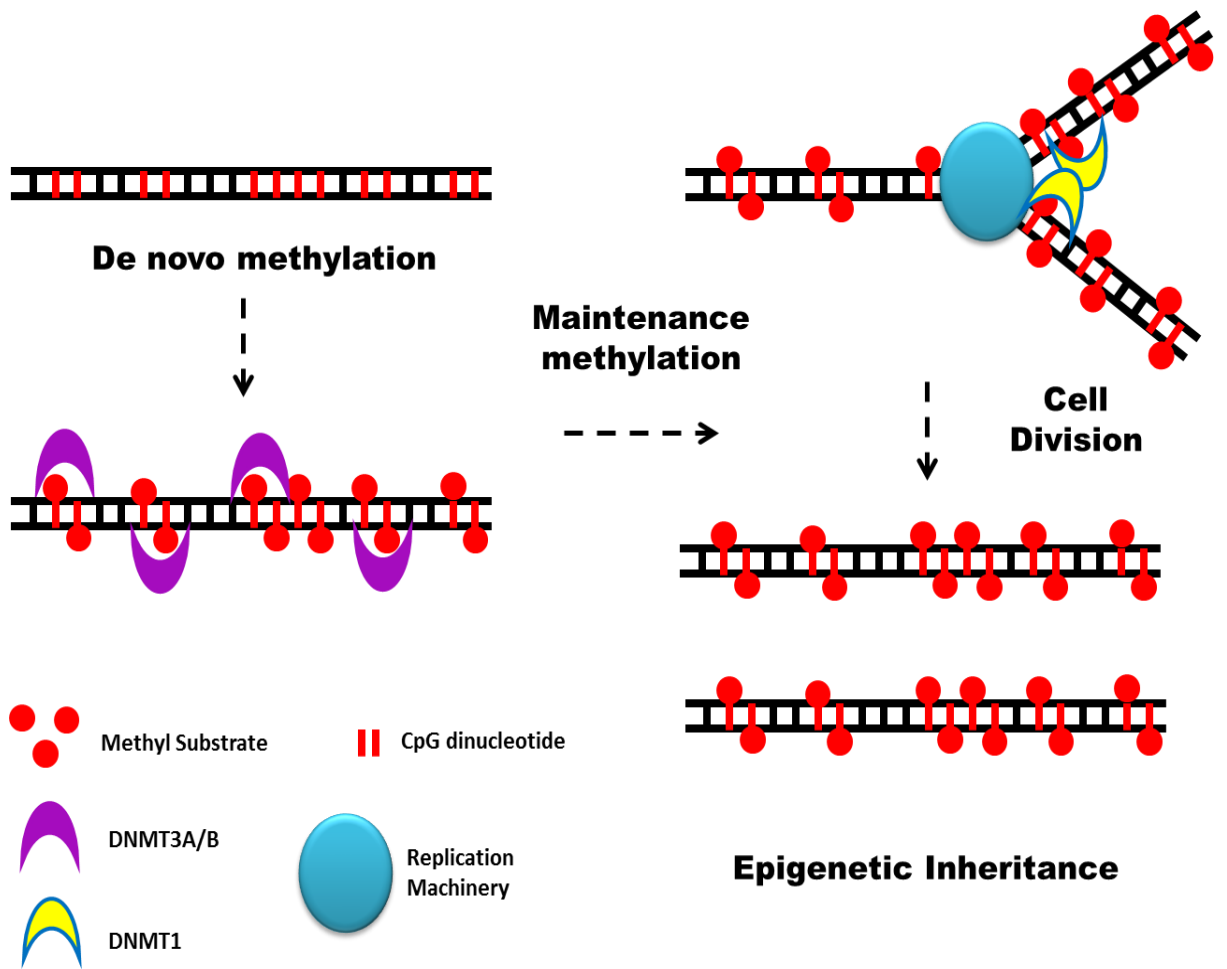 De novo methylation
Maintenance
methylation
Cell
Division
Methyl Substrate
CpG dinucleotide
DNMT3A/B
Replication
Machinery
DNMT1
Epigenetic Inheritance